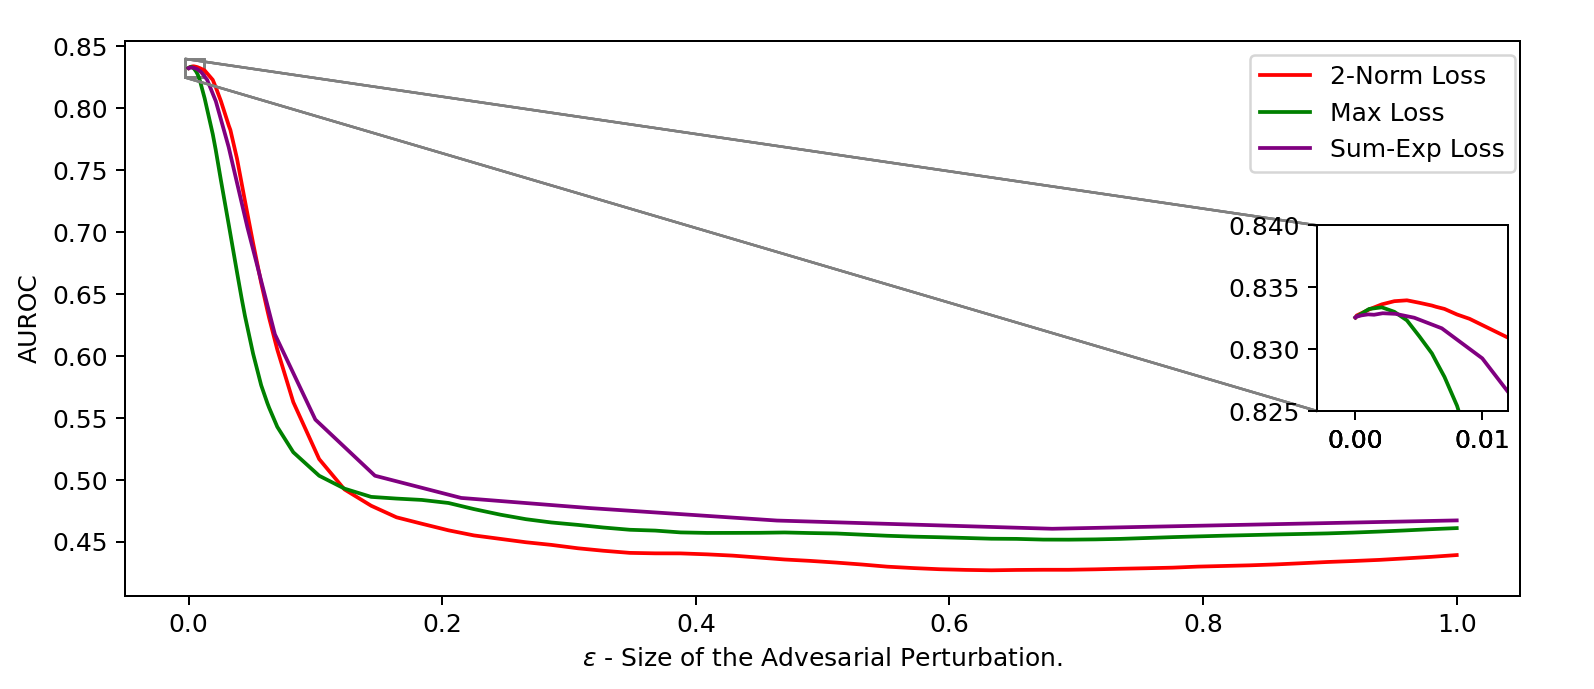 0.85
0.80
0.75
0.70
0.65
0.60
0.55
0.50
0.45
AUROC
2-Norm Loss
Max Loss
Sum-Exp Loss
0.840
0.835
0.830
0.825
0.00 0.01
0.0 0.2 0.4 0.6 0.8 1.0
ε - Size of the Advesarial Perturbation.